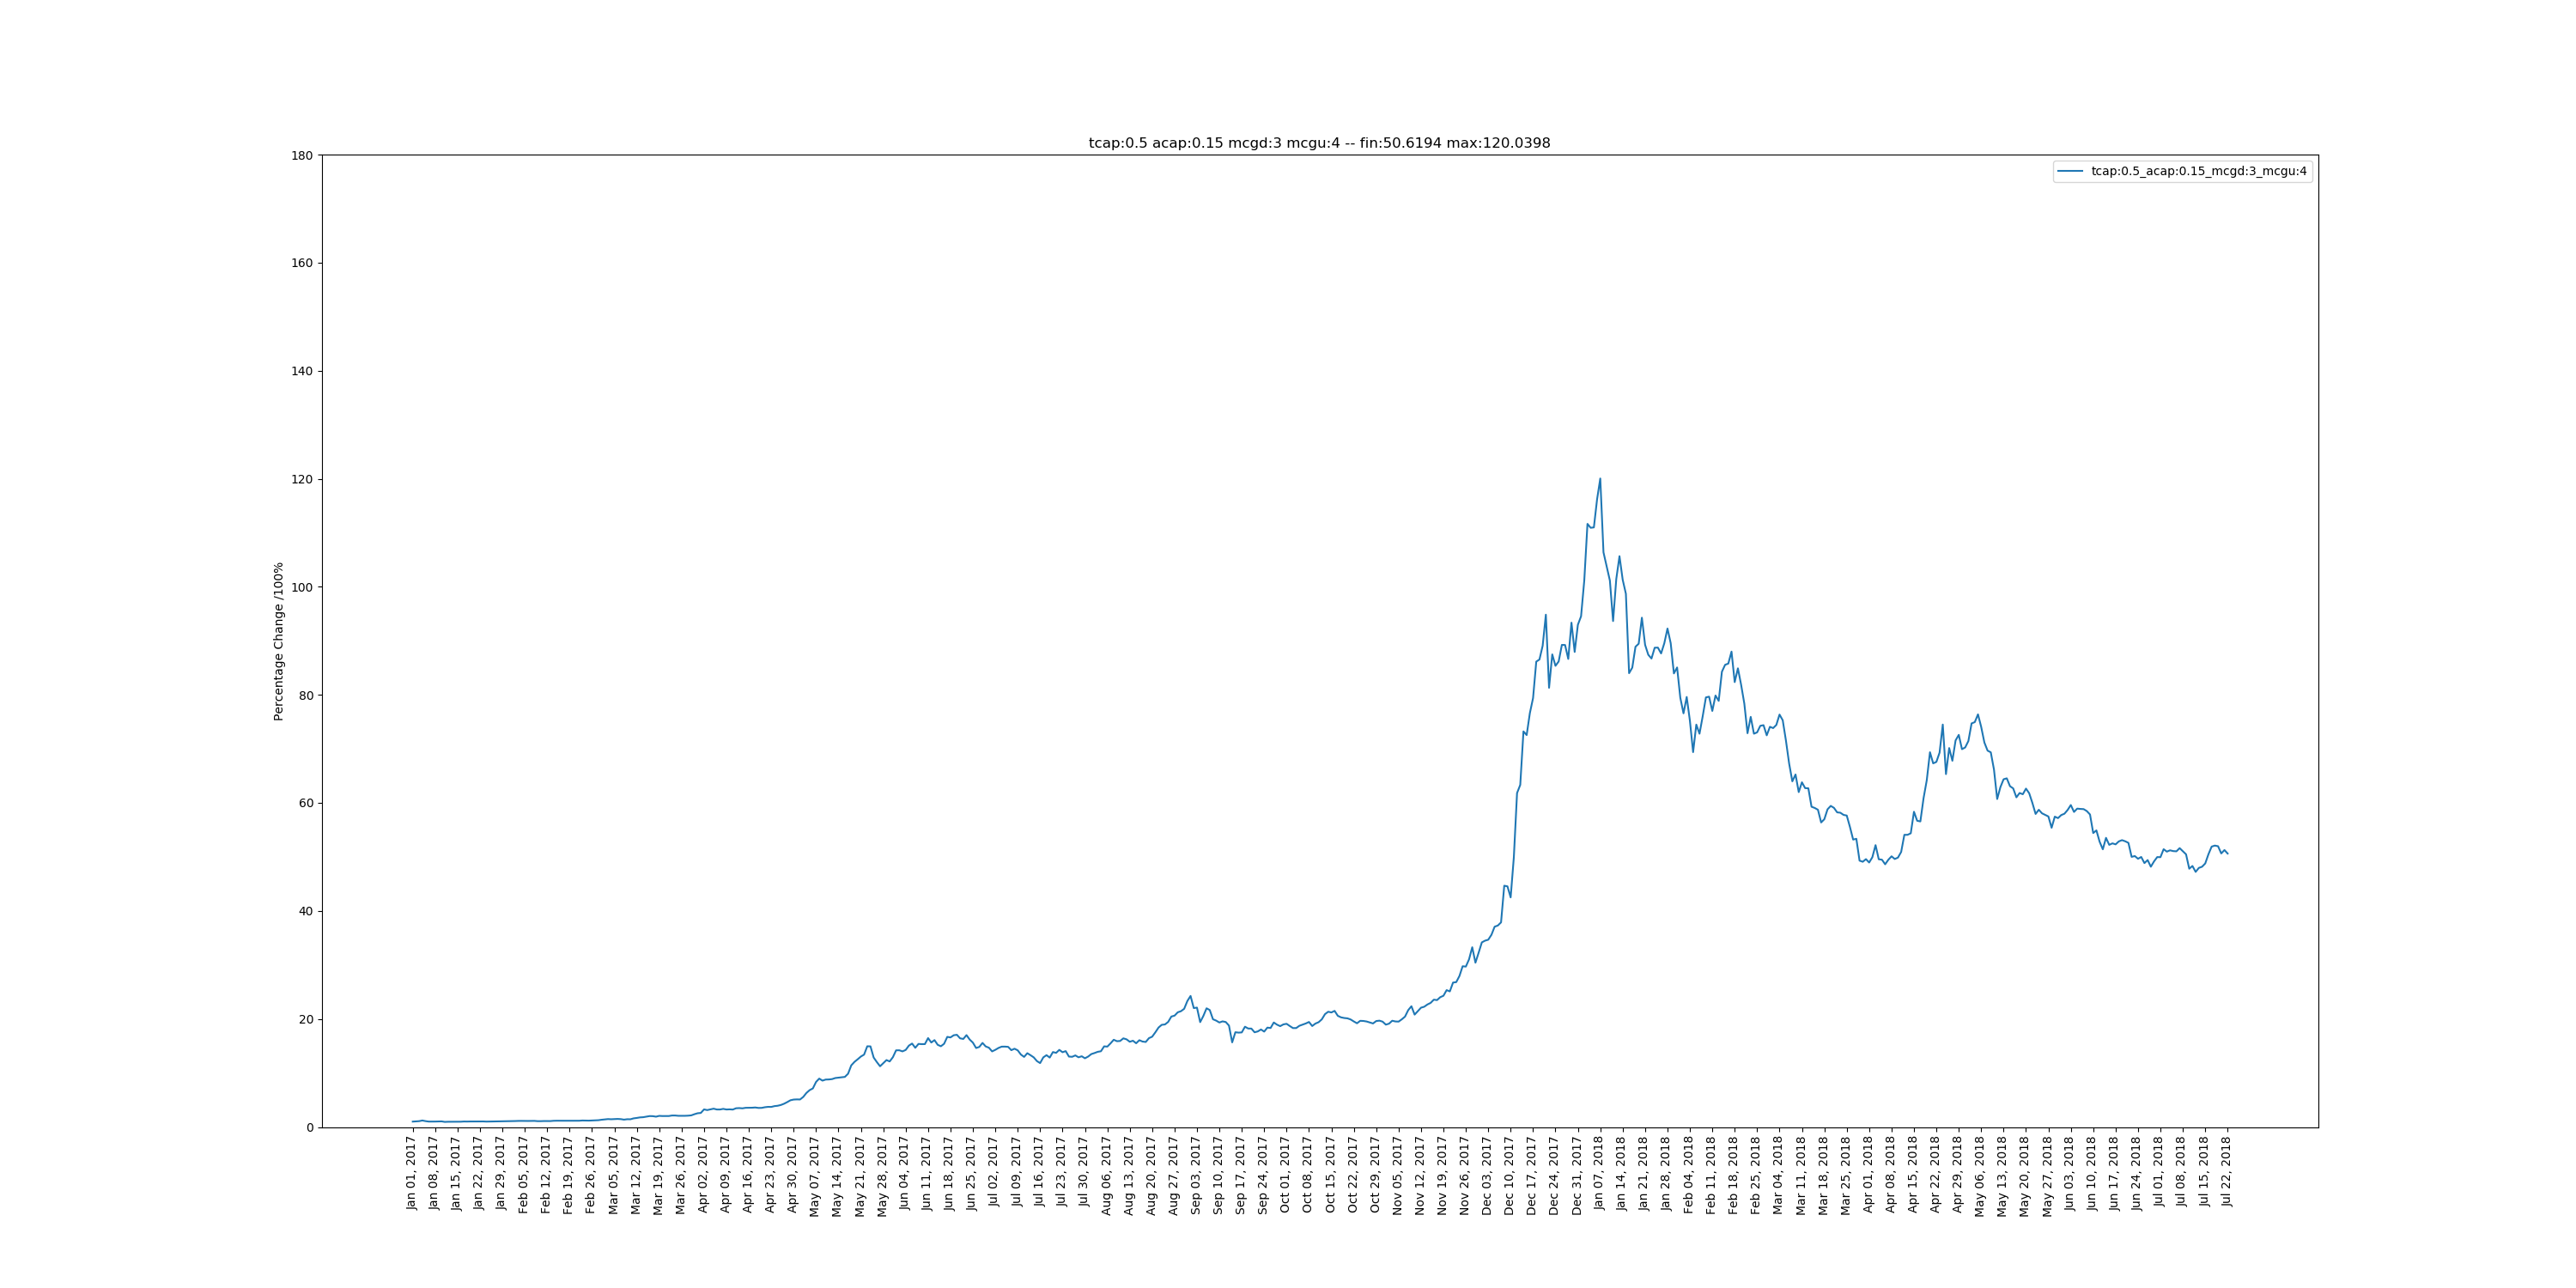 tcap:0.5 acap:0.15 mcgd:3 mcgu:4 -- fin:50.6194 max:120.0398
tcap:0.5_acap:0.15_mcgd:3_mcgu:4
Percentage Change /100%
180
160
140
120
100
80
60
40
20
0
Jan 01, 2017
Jan 08, 2017
Jan 15, 2017
Jan 22, 2017
Jan 29, 2017
Feb 05, 2017
Feb 12, 2017
Feb 19, 2017
Feb 26, 2017
Mar 05, 2017
Mar 12, 2017
Mar 19, 2017
Mar 26, 2017
Apr 02, 2017
Apr 09, 2017
Apr 16, 2017
Apr 23, 2017
Apr 30, 2017
May 07, 2017
May 14, 2017
May 21, 2017
May 28, 2017
Jun 04, 2017
Jun 11, 2017
Jun 18, 2017
Jun 25, 2017
Jul 02, 2017
Jul 09, 2017
Jul 16, 2017
Jul 23, 2017
Jul 30, 2017
Aug 06, 2017
Aug 13, 2017
Aug 20, 2017
Aug 27, 2017
Sep 03, 2017
Sep 10, 2017
Sep 17, 2017
Sep 24, 2017
Oct 01, 2017
Oct 08, 2017
Oct 15, 2017
Oct 22, 2017
Oct 29, 2017
Nov 05, 2017
Nov 12, 2017
Nov 19, 2017
Nov 26, 2017
Dec 03, 2017
Dec 10, 2017
Dec 17, 2017
Dec 24, 2017
Dec 31, 2017
Jan 07, 2018
Jan 14, 2018
Jan 21, 2018
Jan 28, 2018
Feb 04, 2018
Feb 11, 2018
Feb 18, 2018
Feb 25, 2018
Mar 04, 2018
Mar 11, 2018
Mar 18, 2018
Mar 25, 2018
Apr 01, 2018
Apr 08, 2018
Apr 15, 2018
Apr 22, 2018
Apr 29, 2018
May 06, 2018
May 13, 2018
May 20, 2018
May 27, 2018
Jun 03, 2018
Jun 10, 2018
Jun 17, 2018
Jun 24, 2018
Jul 01, 2018
Jul 08, 2018
Jul 15, 2018
Jul 22, 2018